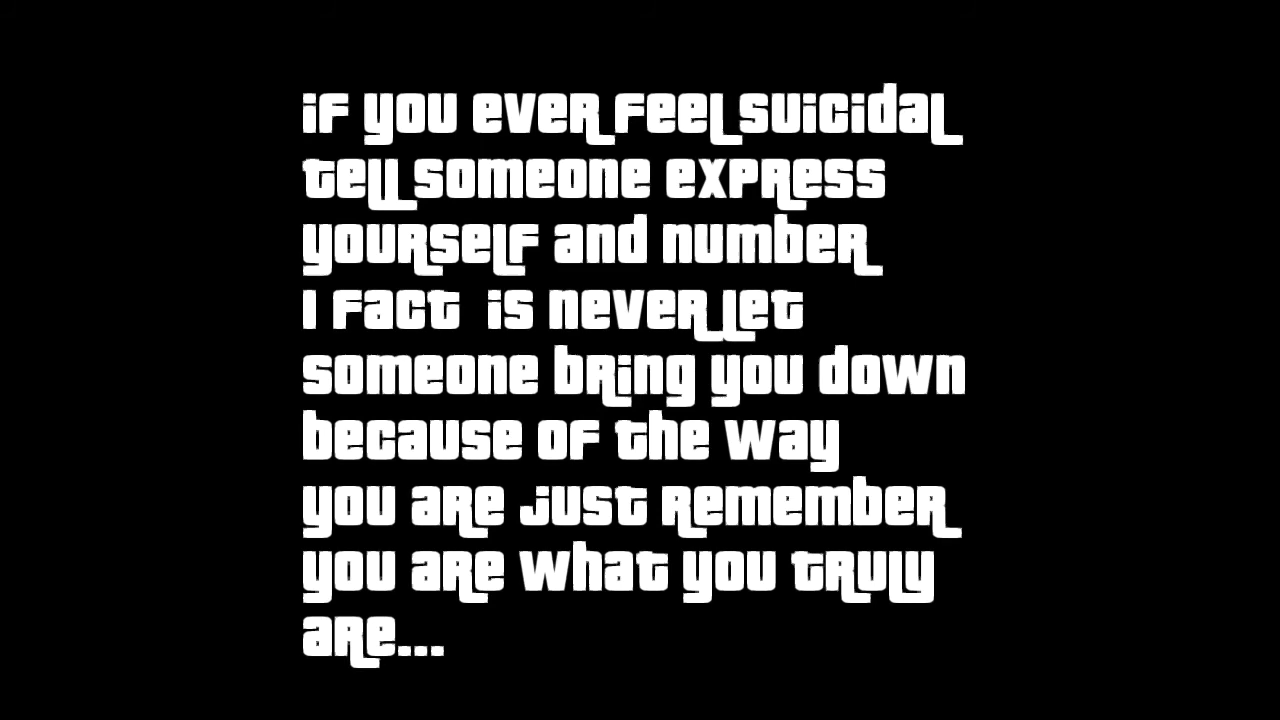 if you ever feel suicidal
tell someone express
yourself and number
1 fact is never let
someone bring you down
because of the way
you are just remember
you are what you truly
are...